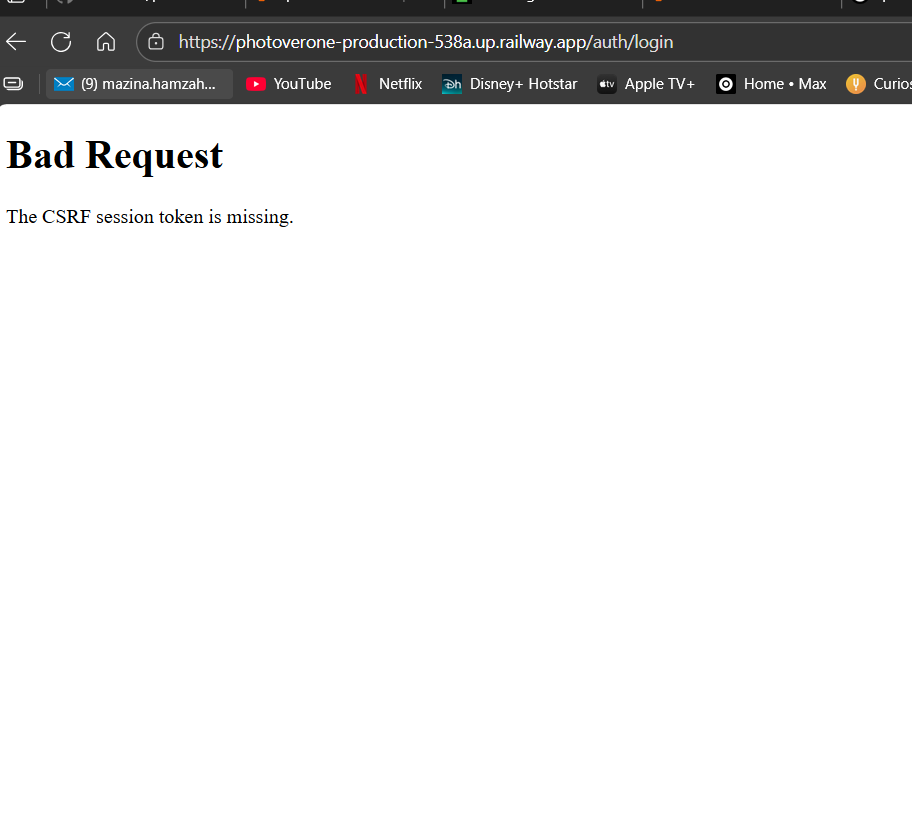 https://photoverone-production-538a.up.railway.app/auth/login
(9) mazina.hamzah... YouTube Netflix Disney+ Hotstar Apple TV+ Home • Max Curios
Bad Request
The CSRF session token is missing.